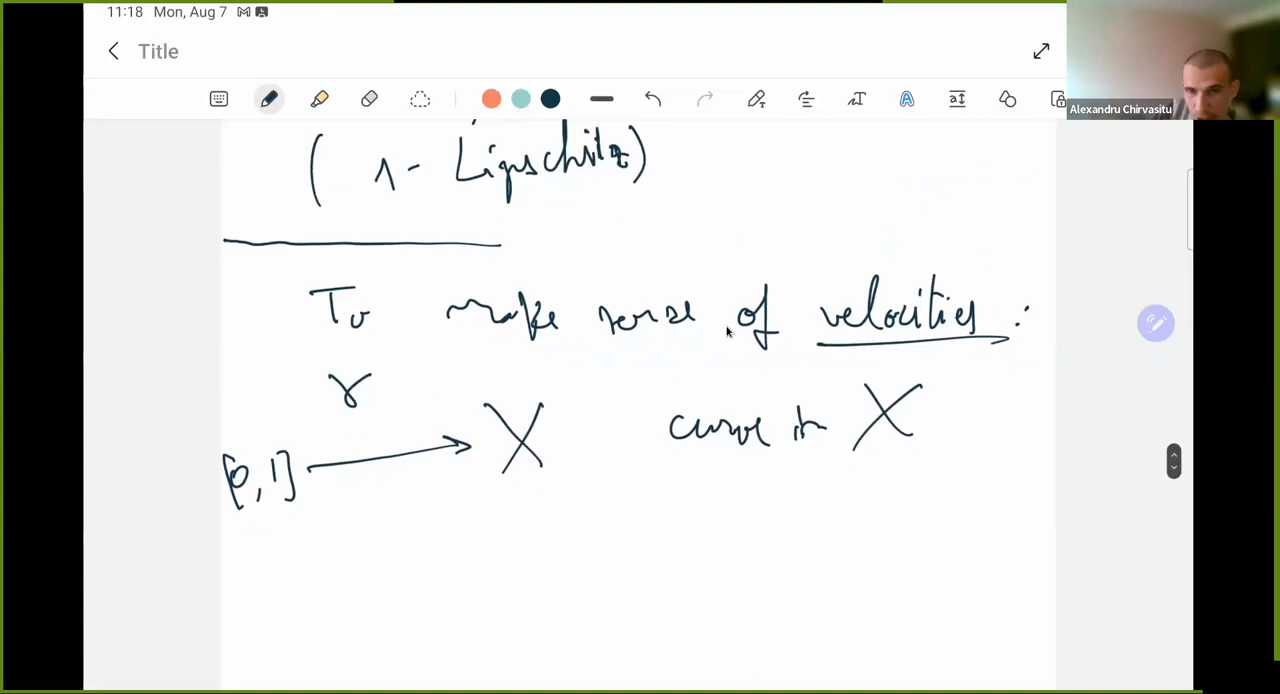 11:18 Mon, Aug 7
Title
Alexandru Chirvasitu
( 1- Lipschitz)
To make sense of velocities :
γ
[0,1] → X curve in X